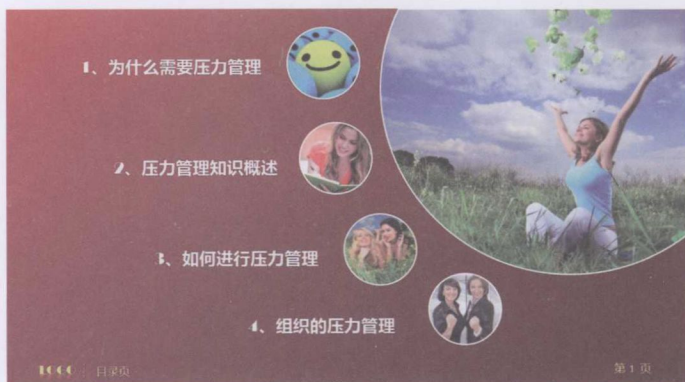 1、为什么需要压力管理
2、压力管理知识概述
3、如何进行压力管理
4、组织的压力管理
LOGO 目录页
第1页